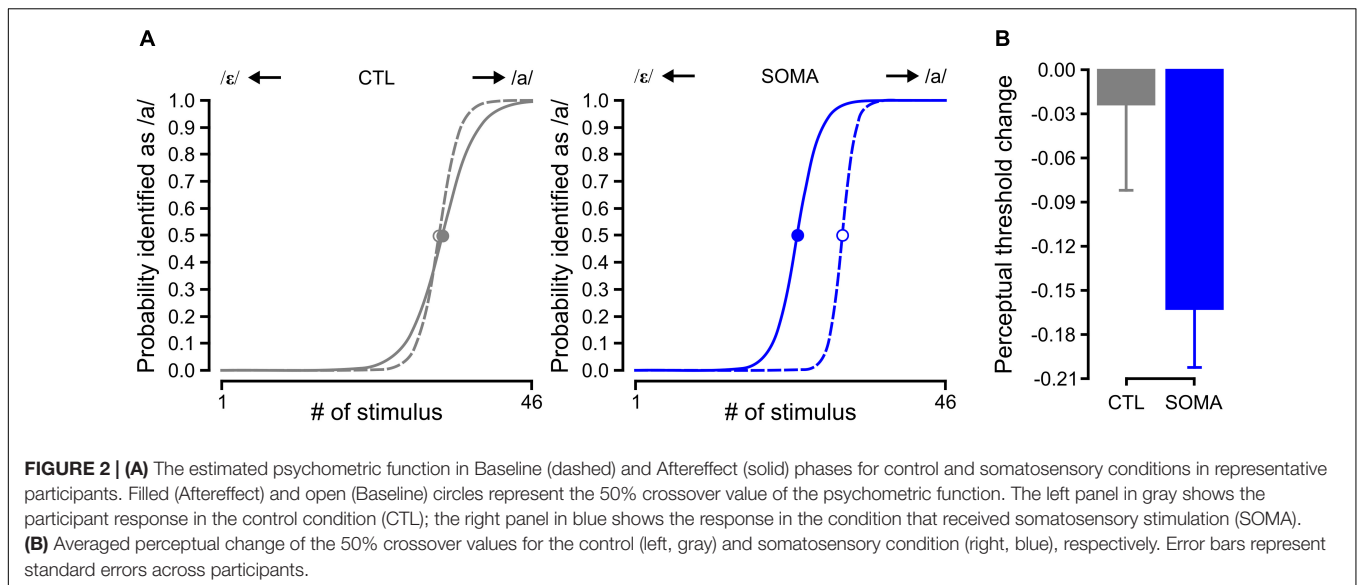 A
/ε/ CTL /a/
Probability identified as /a/
1.0
0.9
0.8
0.7
0.6
0.5
0.4
0.3
0.2
0.1
0.0
1 46
# of stimulus
/ε/ SOMA /a/
Probability identified as /a/
1.0
0.9
0.8
0.7
0.6
0.5
0.4
0.3
0.2
0.1
0.0
1 46
# of stimulus
B
Perceptual threshold change
0.00
-0.03
-0.06
-0.09
-0.12
-0.15
-0.18
-0.21
CTL SOMA
FIGURE 2 | (A) The estimated psychometric function in Baseline (dashed) and Aftereffect (solid) phases for control and somatosensory conditions in representative
participants. Filled (Aftereffect) and open (Baseline) circles represent the 50% crossover value of the psychometric function. The left panel in gray shows the
participant response in the control condition (CTL); the right panel in blue shows the response in the condition that received somatosensory stimulation (SOMA).
(B) Averaged perceptual change of the 50% crossover values for the control (left, gray) and somatosensory condition (right, blue), respectively. Error bars represent
standard errors across participants.